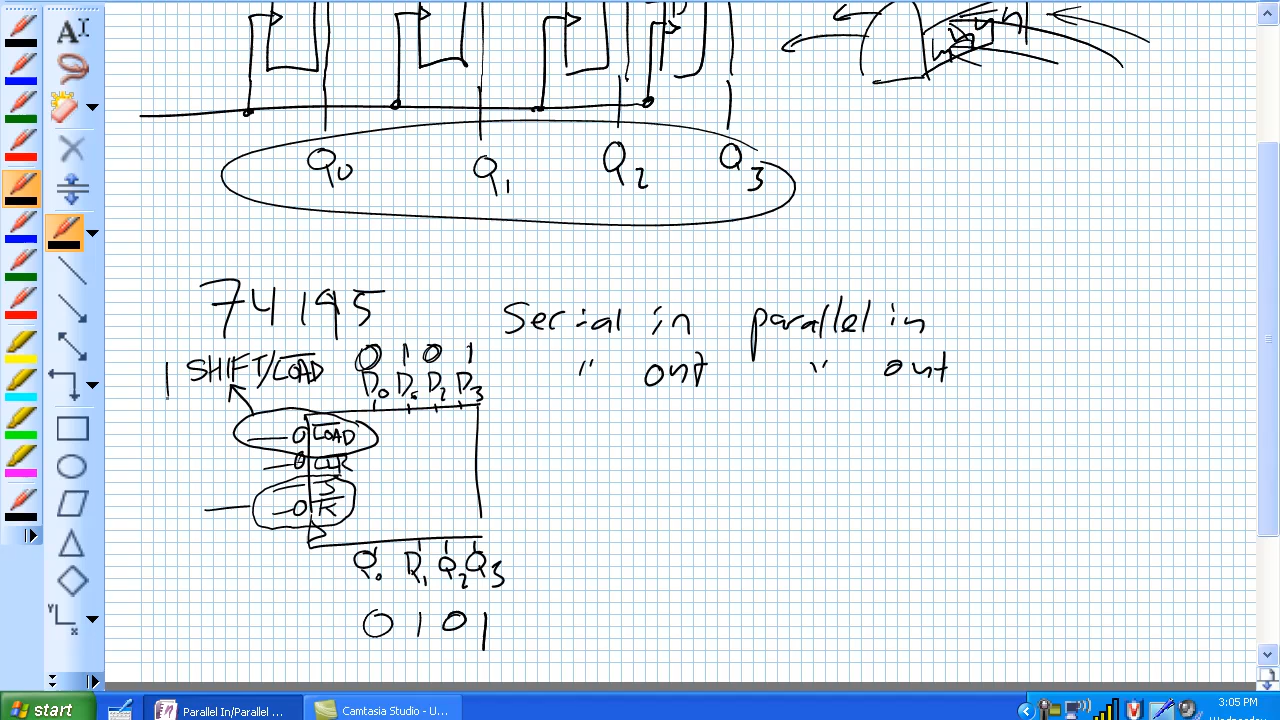 Q0 Q1 Q2 Q3
74195 Serial in parallel in
" out " out
1 SHIFT/LOAD 0 1 0 1
D0 D2 D3
LOAD
CLR
J
K
Q0 Q2 Q3
0 1 0 1
start Parallel In/Parallel ... Camtasia Studio - U... 3:05 PM
Wednesday